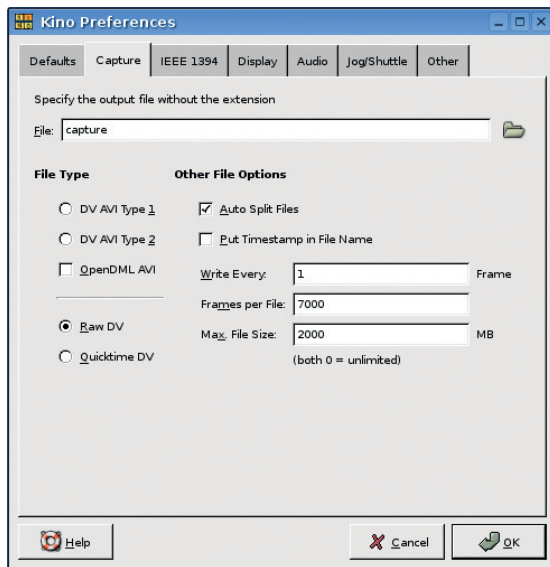 Kino Preferences
Defaults Capture IEEE 1394 Display Audio Jog/Shuttle Other
Specify the output file without the extension
File: capture
File Type Other File Options
DV AVI Type 1 Auto Split Files
DV AVI Type 2 Put Timestamp in File Name
OpenDML AVI Write Every: 1 Frame
Frames per File: 7000
Raw DV Max. File Size: 2000 MB
Quicktime DV (both 0 = unlimited)
Help Cancel OK